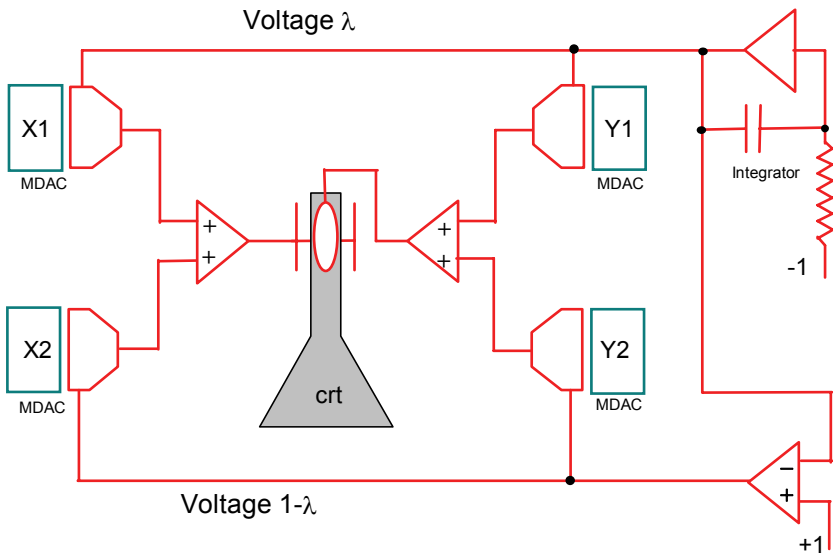 Voltage λ
X1
MDAC
Y1
MDAC
Integrator
+
+
+
+
-1
X2
MDAC
crt
Y2
MDAC
−
+
Voltage 1-λ
+1